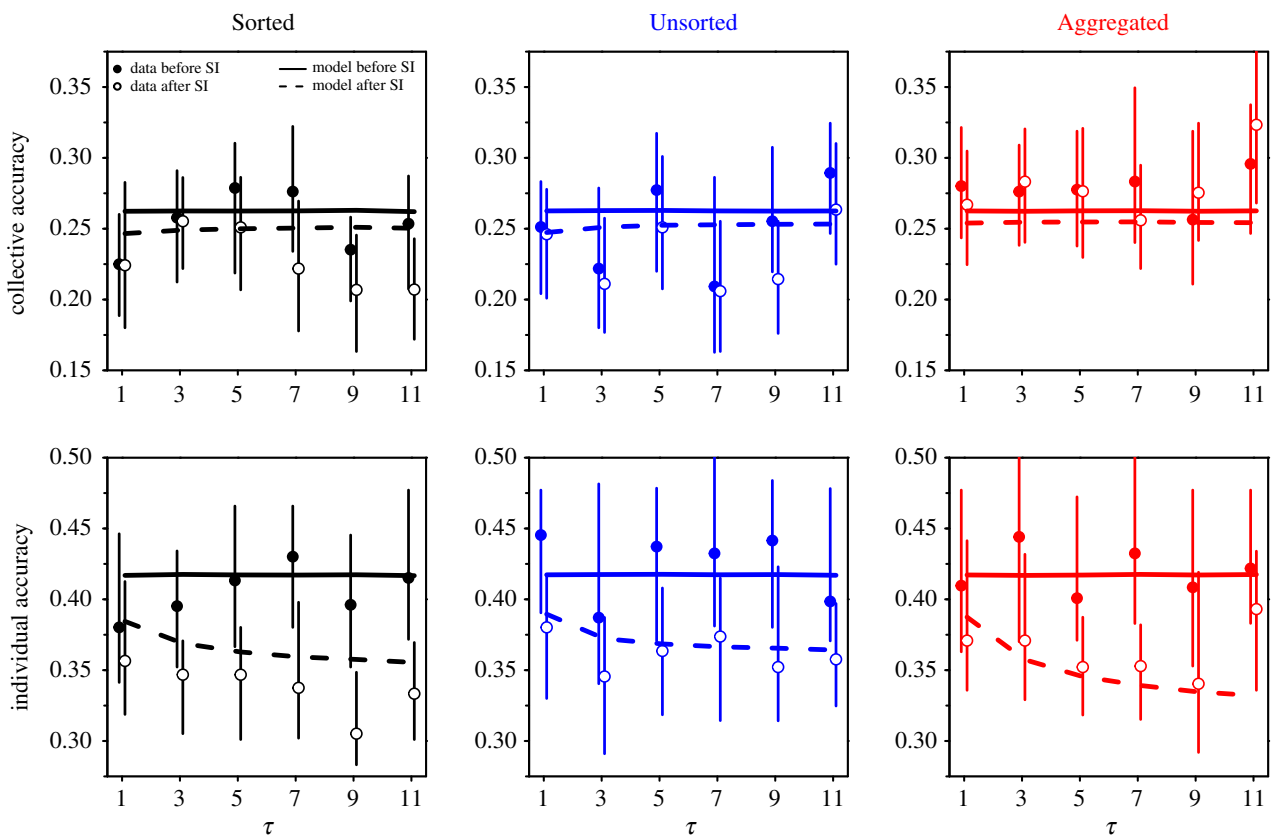 Sorted
Unsorted
Aggregated
data before SI
model before SI
data after SI
model after SI
collective accuracy
0.35
0.30
0.25
0.20
0.15
1 3 5 7 9 11
0.35
0.30
0.25
0.20
0.15
1 3 5 7 9 11
0.35
0.30
0.25
0.20
0.15
1 3 5 7 9 11
individual accuracy
0.50
0.45
0.40
0.35
0.30
1 3 5 7 9 11
τ
0.50
0.45
0.40
0.35
0.30
1 3 5 7 9 11
τ
0.50
0.45
0.40
0.35
0.30
1 3 5 7 9 11
τ